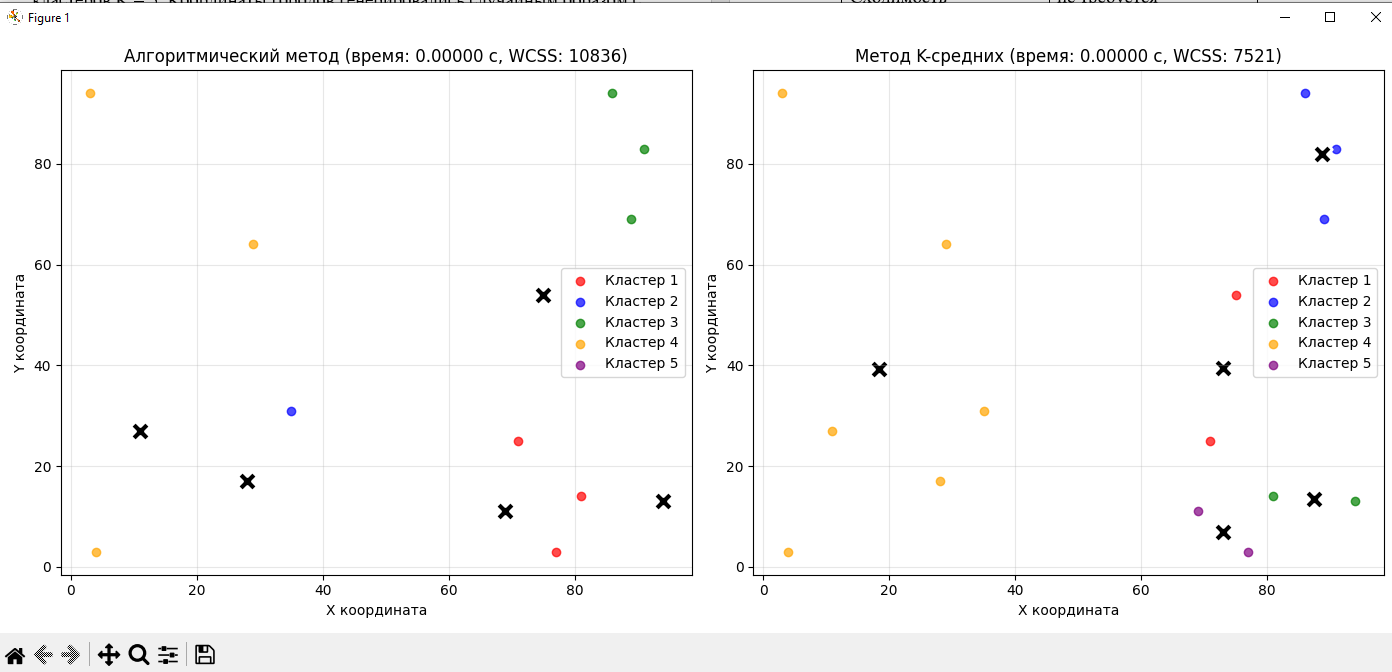 Figure 1
Алгоритмический метод (время: 0.00000 с, WCSS: 10836)
80
60
40
20
0
Y координата
0 20 40 60 80
X координата
Кластер 1
Кластер 2
Кластер 3
Кластер 4
Кластер 5
Метод K-средних (время: 0.00000 с, WCSS: 7521)
80
60
40
20
0
Y координата
0 20 40 60 80
X координата
Кластер 1
Кластер 2
Кластер 3
Кластер 4
Кластер 5